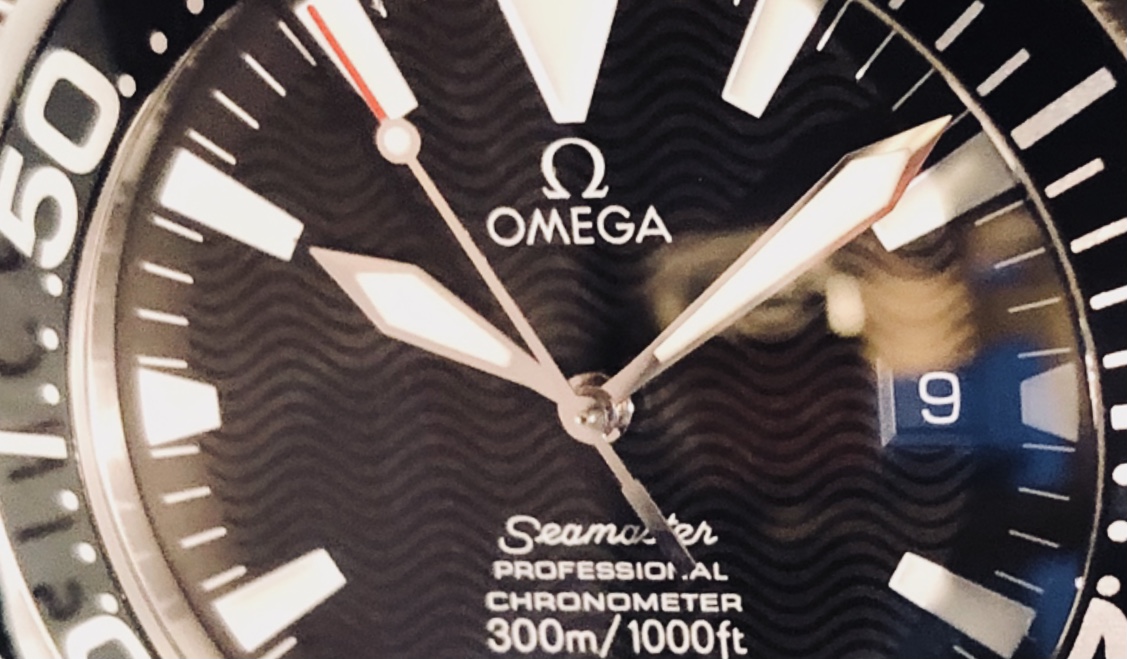 50
Ω
OMEGA
9
Seamaster
PROFESSIONAL
CHRONOMETER
300m/1000ft